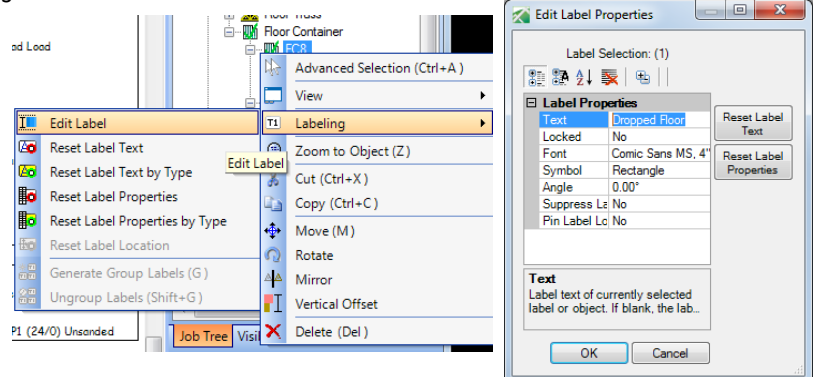 ad Load
Floor Truss
Floor Container
FC8
Advanced Selection (Ctrl+A)
View
Labeling
Zoom to Object (Z)
Cut (Ctrl+X)
Copy (Ctrl+C)
Move (M)
Rotate
Mirror
Vertical Offset
Delete (Del)
Edit Label
Reset Label Text
Reset Label Text by Type
Reset Label Properties
Reset Label Properties by Type
Reset Label Location
Generate Group Labels (G)
Ungroup Labels (Shift+G)
Edit Label
P1 (24/0) Unsanded
Job Tree Visi
Edit Label Properties
Label Selection: (1)
Label Properties
Text Dropped Floor
Locked No
Font Comic Sans MS, 4"
Symbol Rectangle
Angle 0.00°
Suppress La No
Pin Label Lo No
Reset Label
Text
Reset Label
Properties
Text
Label text of currently selected
label or object. If blank, the lab...
OK Cancel